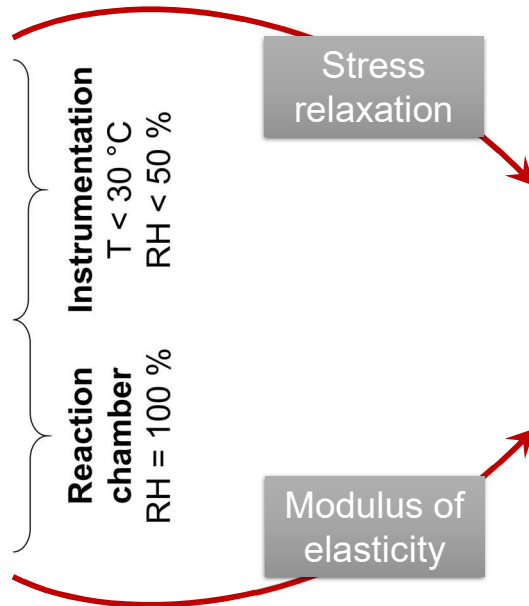 Stress
relaxation
Instrumentation
T < 30 °C
RH < 50 %
Reaction
chamber
RH = 100 %
Modulus of
elasticity